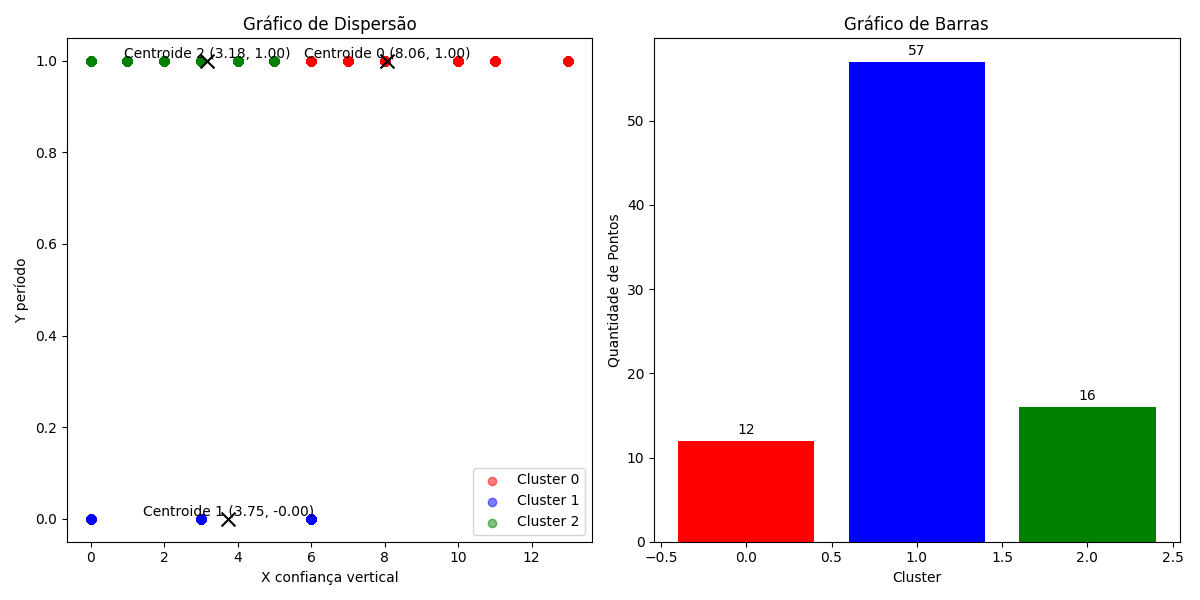 Gráfico de Dispersão
Centroide 2 (3.18, 1.00)
Centroide 0 (8.06, 1.00)
1.0
0.8
0.6
0.4
0.2
0.0
Y período
Centroide 1 (3.75, -0.00)
Cluster 0
Cluster 1
Cluster 2
0 2 4 6 8 10 12
X confiança vertical
Gráfico de Barras
57
12
16
50
40
30
20
10
0
Quantidade de Pontos
−0.5 0.0 0.5 1.0 1.5 2.0 2.5
Cluster